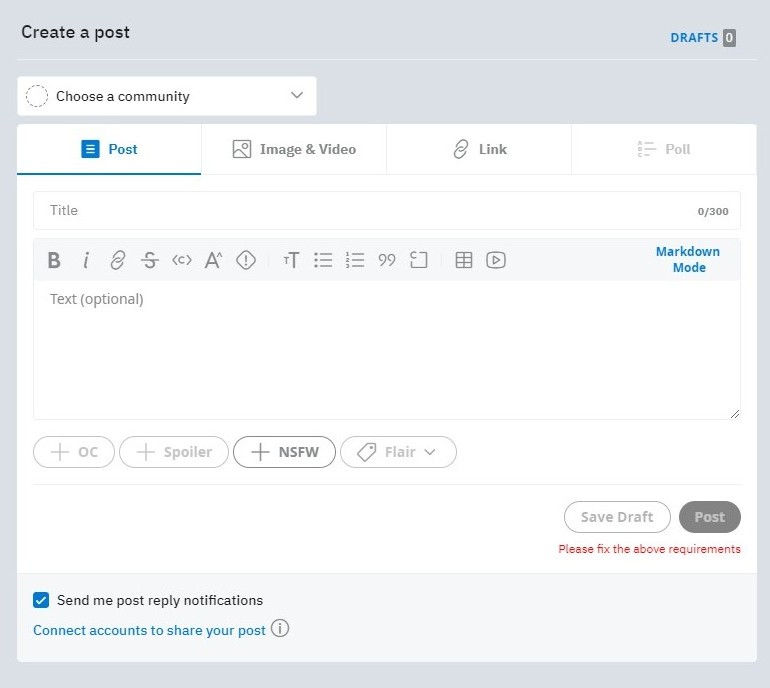 Create a post
DRAFTS 0
Choose a community
Post
Image & Video
Link
Poll
Title
0/300
Markdown
Mode
Text (optional)
OC
Spoiler
NSFW
Flair
Save Draft
Post
Please fix the above requirements
Send me post reply notifications
Connect accounts to share your post